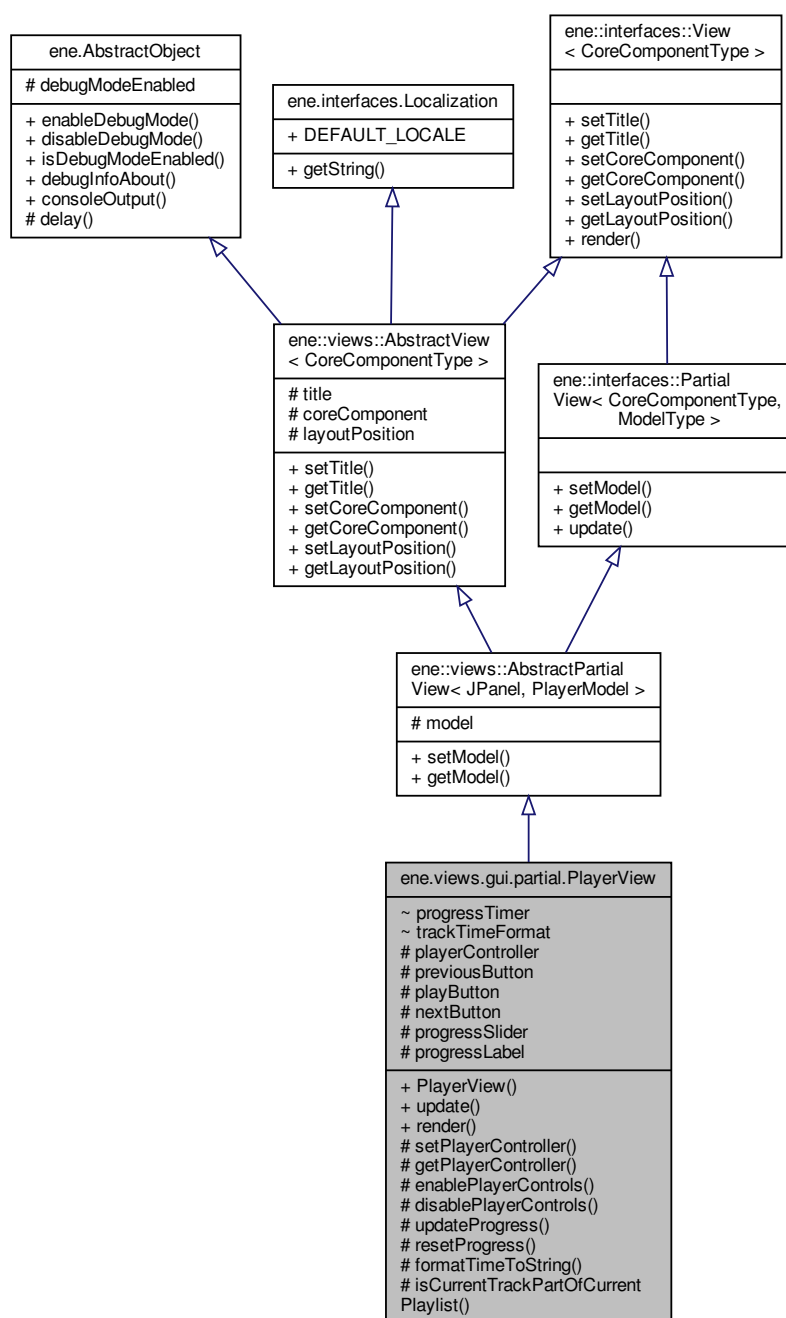 ene.AbstractObject
# debugModeEnabled
+ enableDebugMode()
+ disableDebugMode()
+ isDebugModeEnabled()
+ debugInfoAbout()
+ consoleOutput()
# delay()
ene.interfaces.Localization
+ DEFAULT_LOCALE
+ getString()
ene::interfaces::View
< CoreComponentType >
+ setTitle()
+ getTitle()
+ setCoreComponent()
+ getCoreComponent()
+ setLayoutPosition()
+ getLayoutPosition()
+ render()
ene::views::AbstractView
< CoreComponentType >
# title
# coreComponent
# layoutPosition
+ setTitle()
+ getTitle()
+ setCoreComponent()
+ getCoreComponent()
+ setLayoutPosition()
+ getLayoutPosition()
ene::interfaces::Partial
View< CoreComponentType,
ModelType >
+ setModel()
+ getModel()
+ update()
ene::views::AbstractPartial
View< JPanel, PlayerModel >
# model
+ setModel()
+ getModel()
ene.views.gui.partial.PlayerView
~ progressTimer
~ trackTimeFormat
# playerController
# previousButton
# playButton
# nextButton
# progressSlider
# progressLabel
+ PlayerView()
+ update()
+ render()
# setPlayerController()
# getPlayerController()
# enablePlayerControls()
# disablePlayerControls()
# updateProgress()
# resetProgress()
# formatTimeToString()
# isCurrentTrackPartOfCurrent
Playlist()